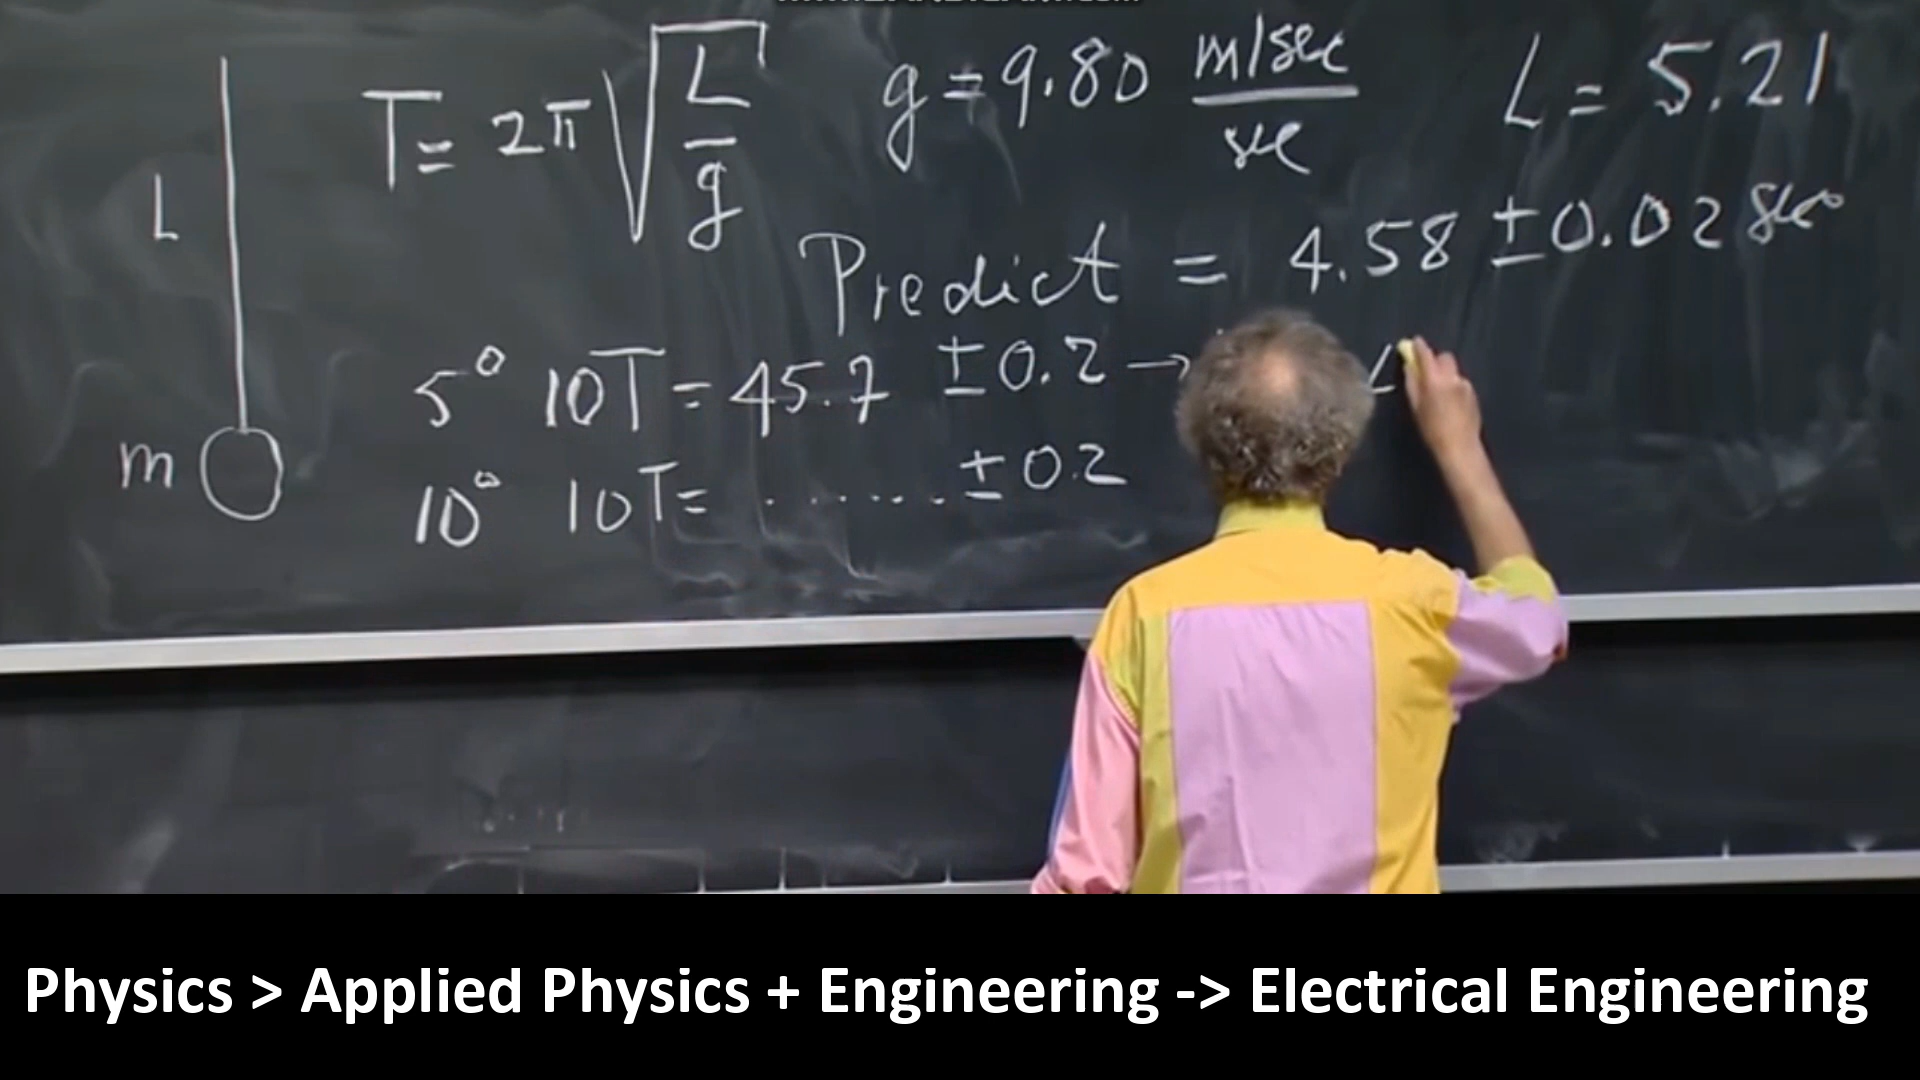 T = 2π √(L/g)   g = 9.80 m/sec / sec   L = 5.21
L
Predict = 4.58 ±0.02 sec
5° 10T = 45.7 ±0.2 →
m
10° 10T = ....... ±0.2
Physics > Applied Physics + Engineering -> Electrical Engineering